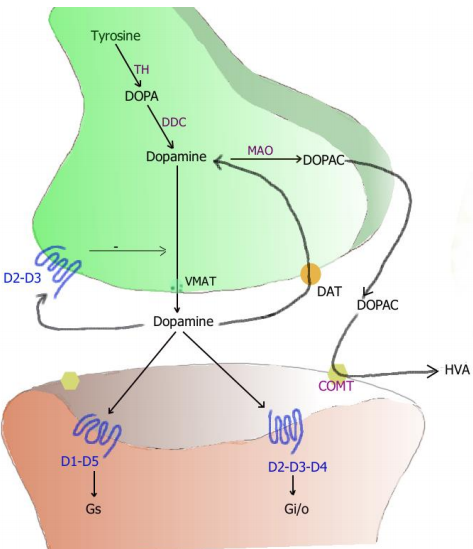 Tyrosine
TH
DOPA
DDC
Dopamine
MAO
DOPAC
D2-D3
-
VMAT
DAT
DOPAC
Dopamine
HVA
COMT
D1-D5
D2-D3-D4
Gs
Gi/o